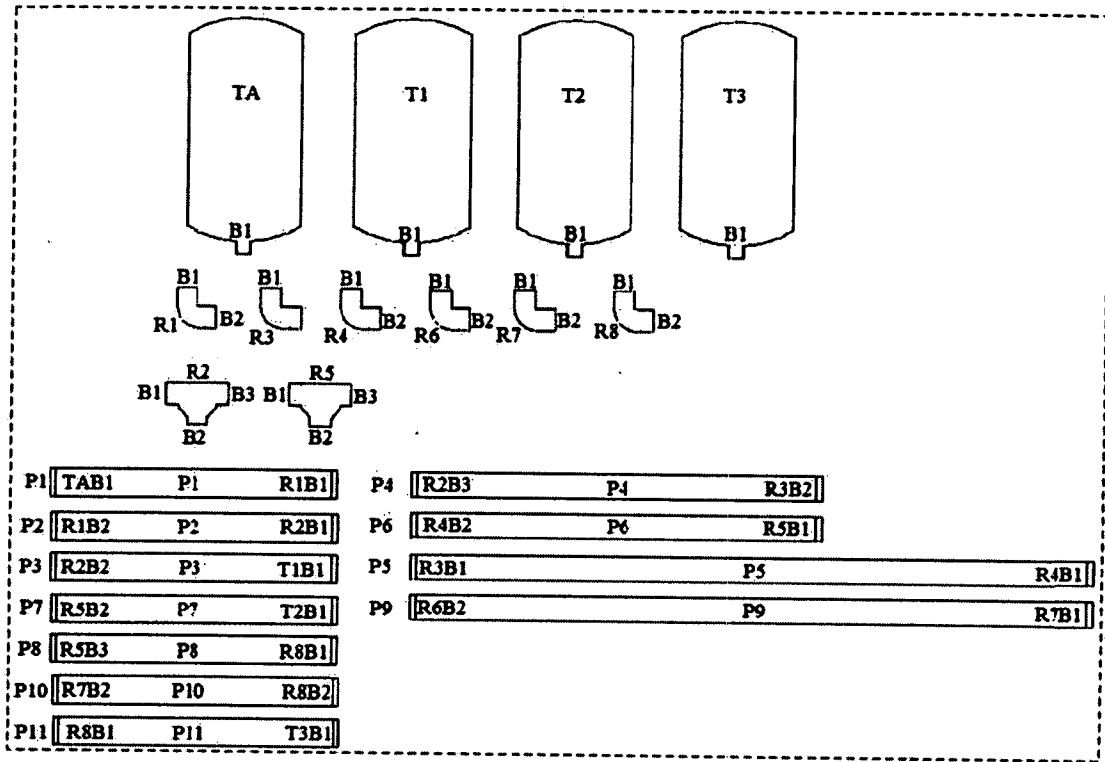 TA T1 T2 T3
B1 B1 B1 B1
B1 B1 B1 B1 B1 B1
R1 B2 R3 R4 B2 R6 B2 R7 B2 R8 B2
R2 R5
B1 B3 B1 B3
B2 B2
P1 TAB1 P1 R1B1 P4 R2B3 P4 R3B2
P2 R1B2 P2 R2B1 P6 R4B2 P6 R5B1
P3 R2B2 P3 T1B1 P5 R3B1 P5 R4B1
P7 R5B2 P7 T2B1 P9 R6B2 P9 R7B1
P8 R5B3 P8 R8B1
P10 R7B2 P10 R8B2
P11 R8B1 P11 T3B1